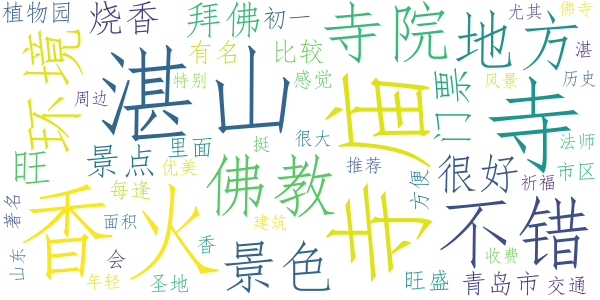 植物园
烧香
拜佛
初一
寺院
尤其
佛寺
环境
湛山
有名
比较
地方
湛
周边
特别
感觉
寺庙
门票
风景
历史
寺
旺
景点
里面
挺
很大
推荐
法师
优美
佛教
很好
市区
著名
每逢
方便
祈福
香火
面积
建筑
不错
山东
会
香
景色
收费
年轻
圣地
旺盛
青岛市
交通